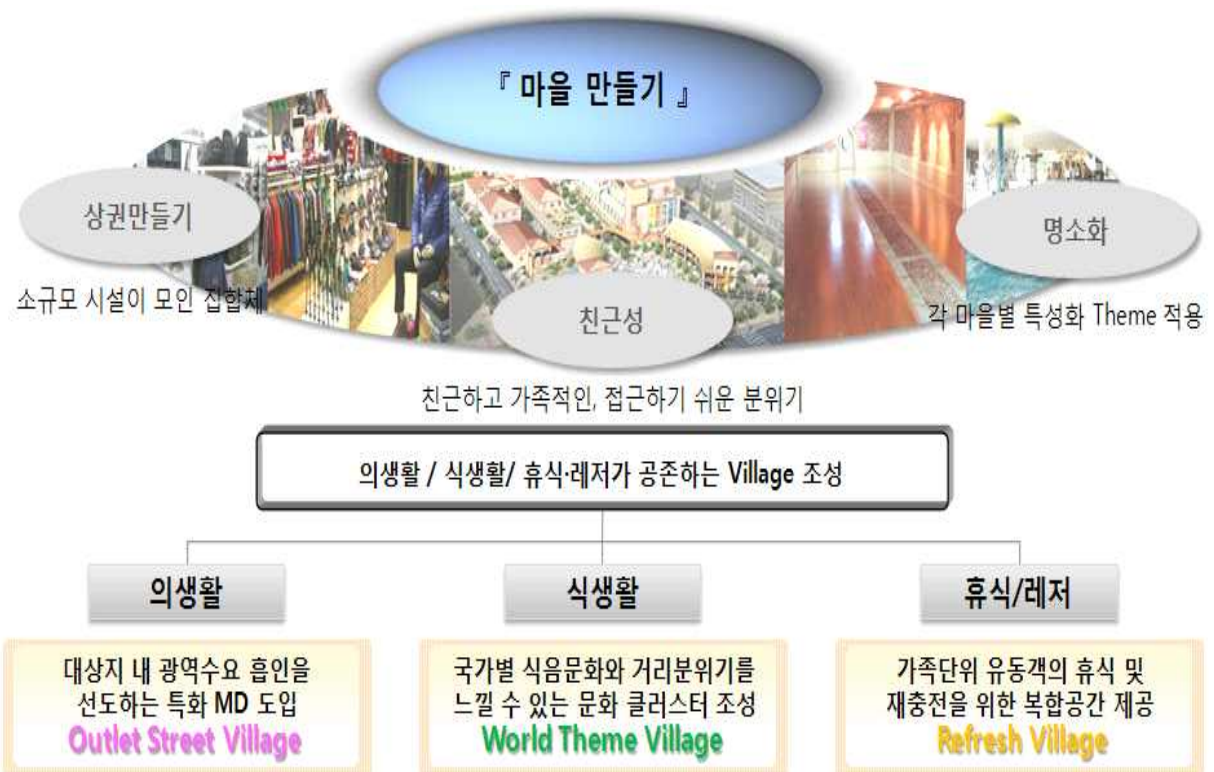 『 마을 만들기 』
상권만들기
명소화
소규모 시설이 모인 집합체
친근성
각 마을별 특성화 Theme 적용
친근하고 가족적인, 접근하기 쉬운 분위기
의생활 / 식생활/ 휴식·레저가 공존하는 Village 조성
의생활
식생활
휴식/레저
대상지 내 광역수요 흡인을
선도하는 특화 MD 도입
Outlet Street Village
국가별 식음문화와 거리분위기를
느낄 수 있는 문화 클러스터 조성
World Theme Village
가족단위 유동객의 휴식 및
재충전을 위한 복합공간 제공
Refresh Village